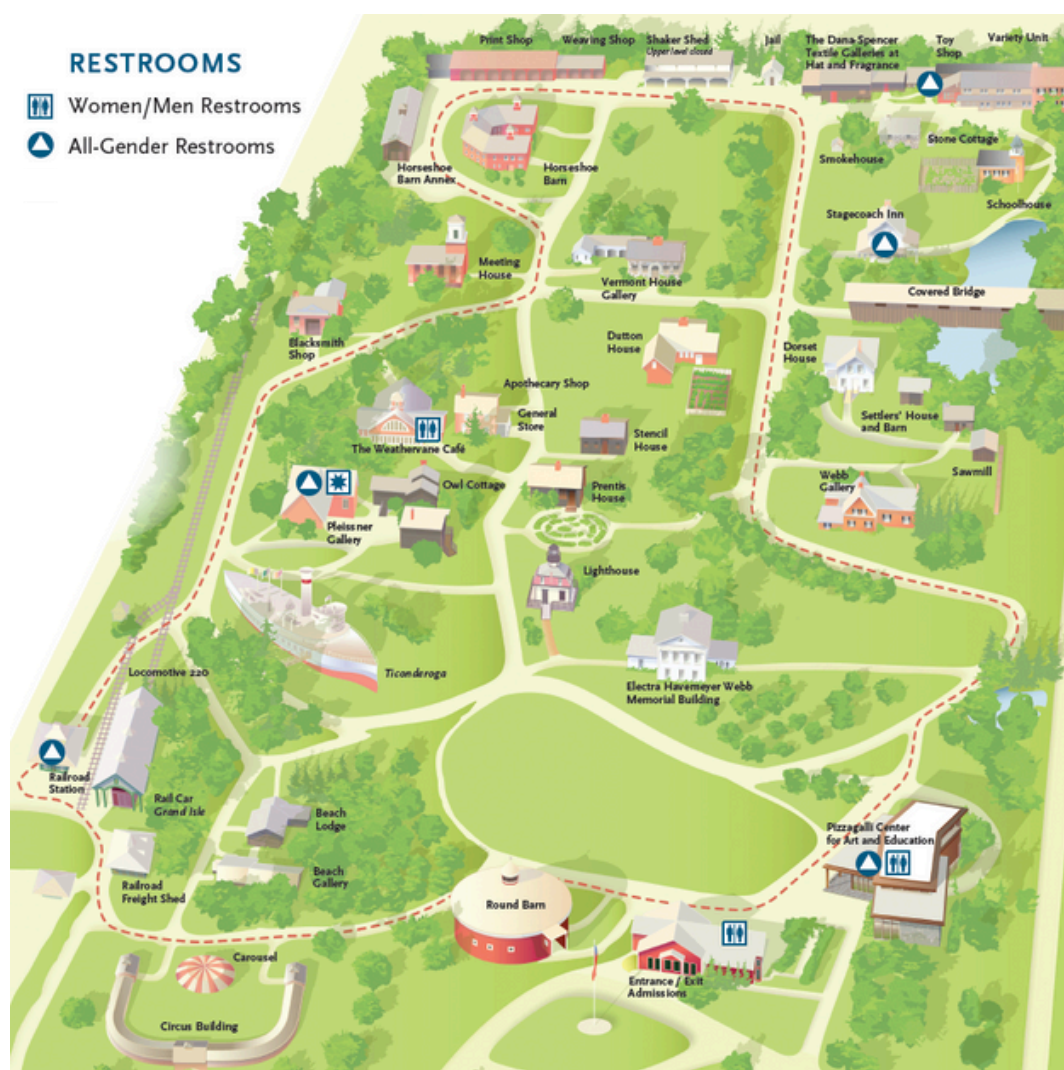 RESTROOMS
Women/Men Restrooms
All-Gender Restrooms
Print Shop
Weaving Shop
Shaker Shed
Upper level closed
Jail
The Dana-Spencer
Textile Galleries at
Hat and Fragrance
Toy
Shop
Variety Unit
Horseshoe
Barn Annex
Horseshoe
Barn
Smokehouse
Stone Cottage
Schoolhouse
Stagecoach Inn
Meeting
House
Vermont House
Gallery
Covered Bridge
Blacksmith
Shop
Dutton
House
Dorset
House
Apothecary Shop
General
Store
Settlers' House
and Barn
The Weathervane Café
Stencil
House
Sawmill
Owl Cottage
Prentis
House
Webb
Gallery
Pleissner
Gallery
Lighthouse
Ticonderoga
Locomotive 220
Electra Havemeyer Webb
Memorial Building
Railroad
Station
Rail Car
Grand Isle
Beach
Lodge
Pizzagalli Center
for Art and Education
Railroad
Freight Shed
Beach
Gallery
Round Barn
Carousel
Entrance / Exit
Admissions
Circus Building